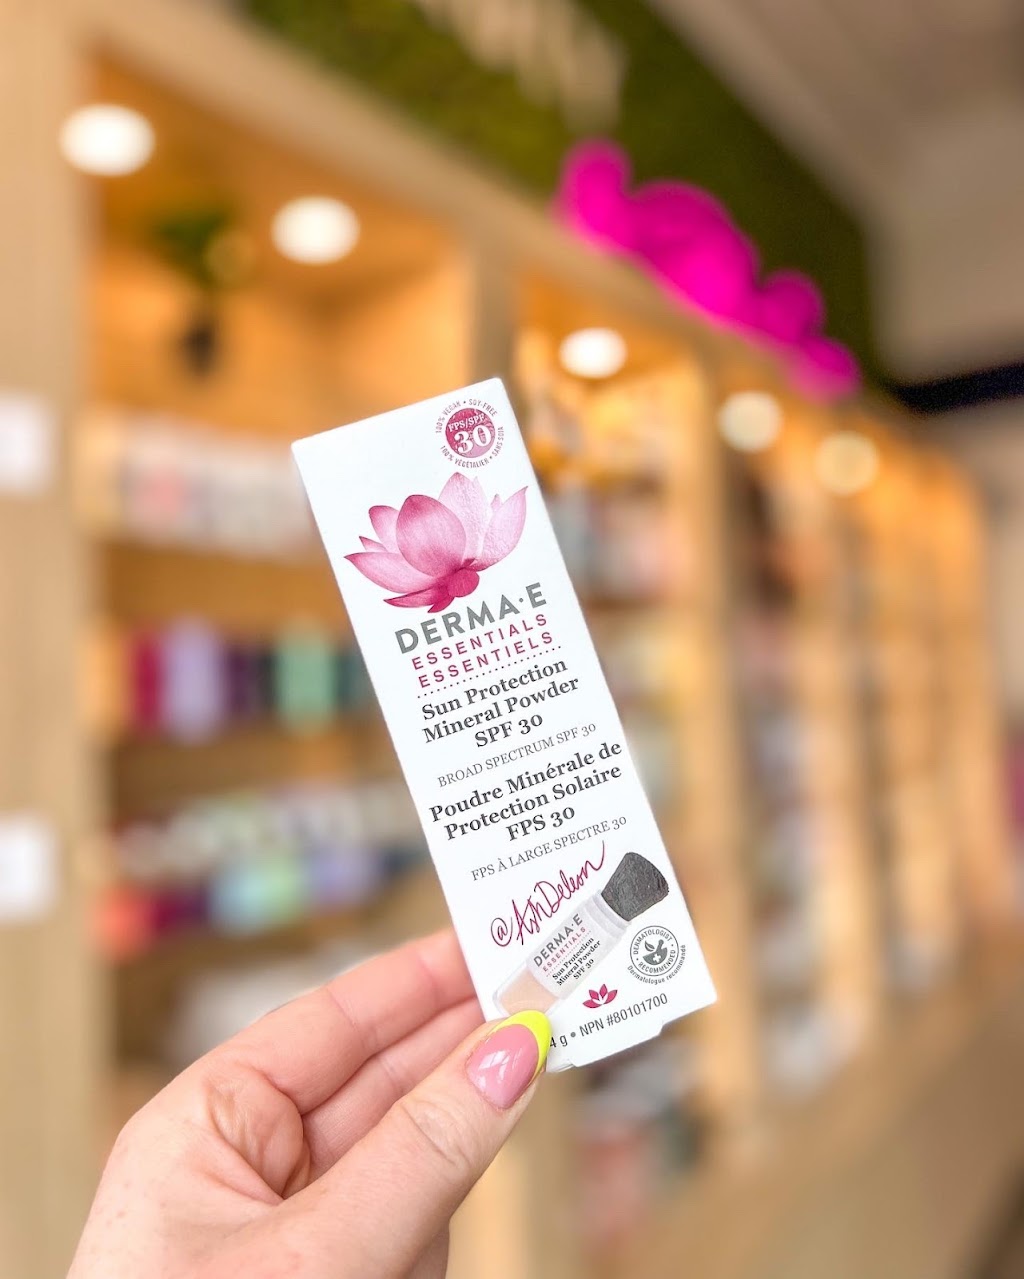 100% VEGAN • SOY-FREE
FPS/SPF
30
100% VÉGÉTALIEN • SANS SOYA
DERMA·E
ESSENTIALS
ESSENTIELS
Sun Protection
Mineral Powder
SPF 30
BROAD SPECTRUM SPF 30
Poudre Minérale de
Protection Solaire
FPS 30
FPS À LARGE SPECTRE 30
@AshDeleon
DERMA·E
ESSENTIALS
Sun Protection
Mineral Powder
SPF 30
DERMATOLOGIST
RECOMMENDED
Dermatologue recommandé
4 g • NPN #80101700